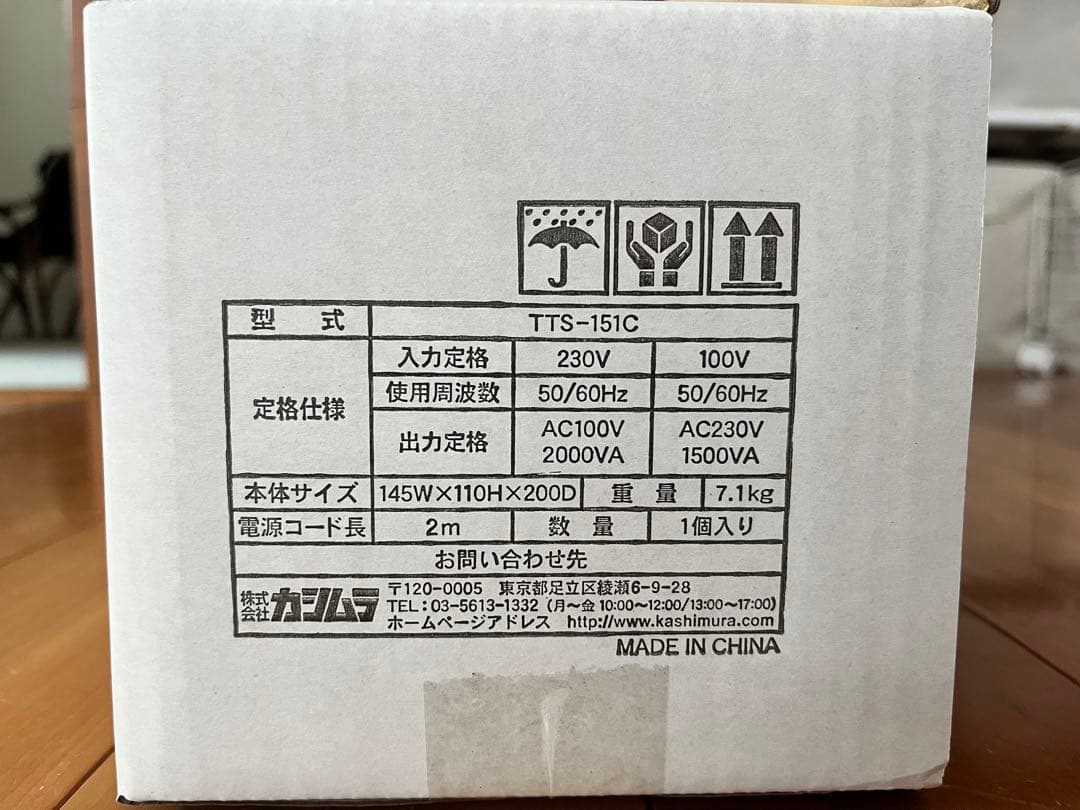 型 式 TTS-151C
定格仕様
入力定格 230V 100V
使用周波数 50/60Hz 50/60Hz
出力定格 AC100V 2000VA AC230V 1500VA
本体サイズ 145W×110H×200D 重 量 7.1kg
電源コード長 2m 数 量 1個入り
お問い合わせ先
株式会社カシムラ
〒120-0005 東京都足立区綾瀬6-9-28
TEL：03-5613-1332（月〜金 10:00〜12:00/13:00〜17:00）
ホームページアドレス http://www.kashimura.com
MADE IN CHINA